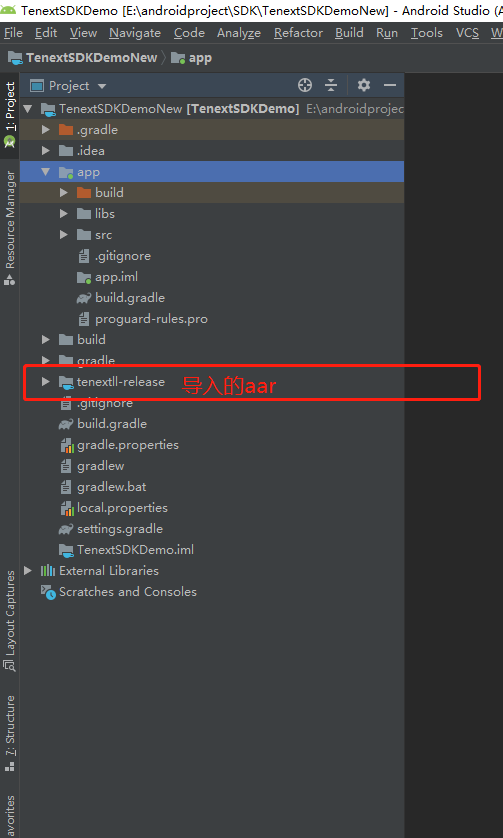 TenextSDKDemo [E:\androidproject\SDK\TenextSDKDemoNew] - Android Studio (A
File Edit View Navigate Code Analyze Refactor Build Run Tools VCS W
TenextSDKDemoNew app
Project
TenextSDKDemoNew [TenextSDKDemo] E:\androidprojec
.gradle
.idea
app
build
libs
src
.gitignore
app.iml
build.gradle
proguard-rules.pro
build
gradle
tenextll-release 导入的aar
.gitignore
build.gradle
gradle.properties
gradlew
gradlew.bat
local.properties
settings.gradle
TenextSDKDemo.iml
External Libraries
Scratches and Consoles
1: Project
Resource Manager
Layout Captures
7: Structure
avorites